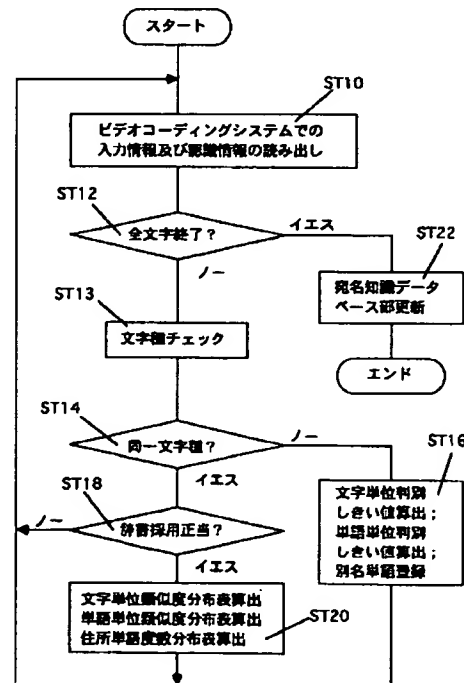 スタート
ST10
ビデオコーディングシステムでの
入力情報及び認識情報の読み出し
ST12
全文字終了？
イエス
ノー
ST22
宛名知識データ
ベース部更新
エンド
ST13
文字種チェック
ST14
同一文字種？
ノー
イエス
ST16
文字単位判別
しきい値算出；
単語単位判別
しきい値算出；
別名単語登録
ST18
辞書採用正当？
ノー
イエス
文字単位類似度分布表算出
単語単位類似度分布表算出
住所単語度数分布表算出
ST20